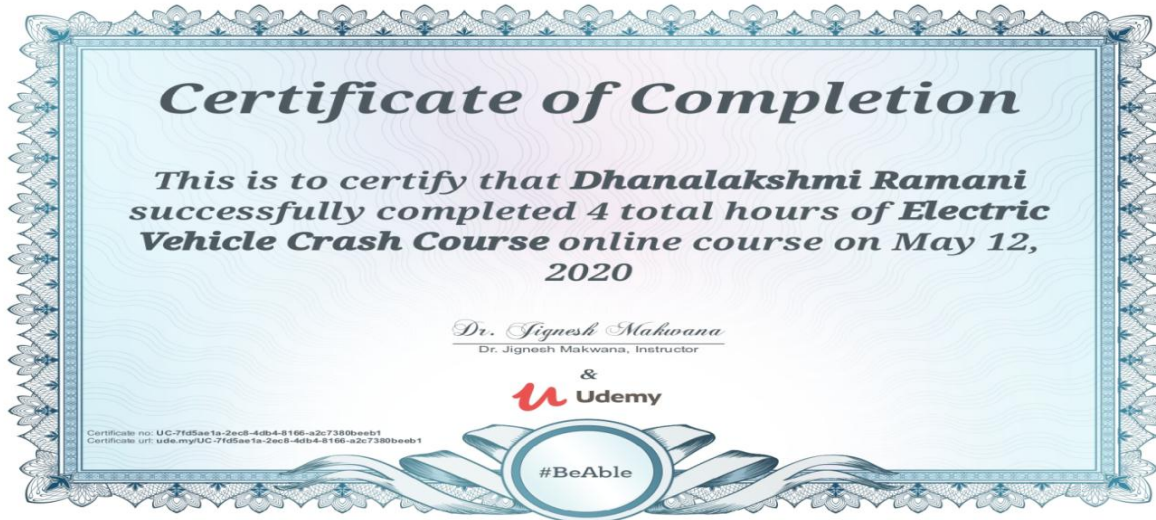 Certificate of Completion
This is to certify that Dhanalakshmi Ramani
successfully completed 4 total hours of Electric
Vehicle Crash Course online course on May 12,
2020
Dr. Jignesh Makwana
Dr. Jignesh Makwana, Instructor
&
Udemy
Certificate no: UC-7fd5ae1a-2ec8-4db4-8166-a2c7380beeb1
Certificate url: ude.my/UC-7fd5ae1a-2ec8-4db4-8166-a2c7380beeb1
#BeAble